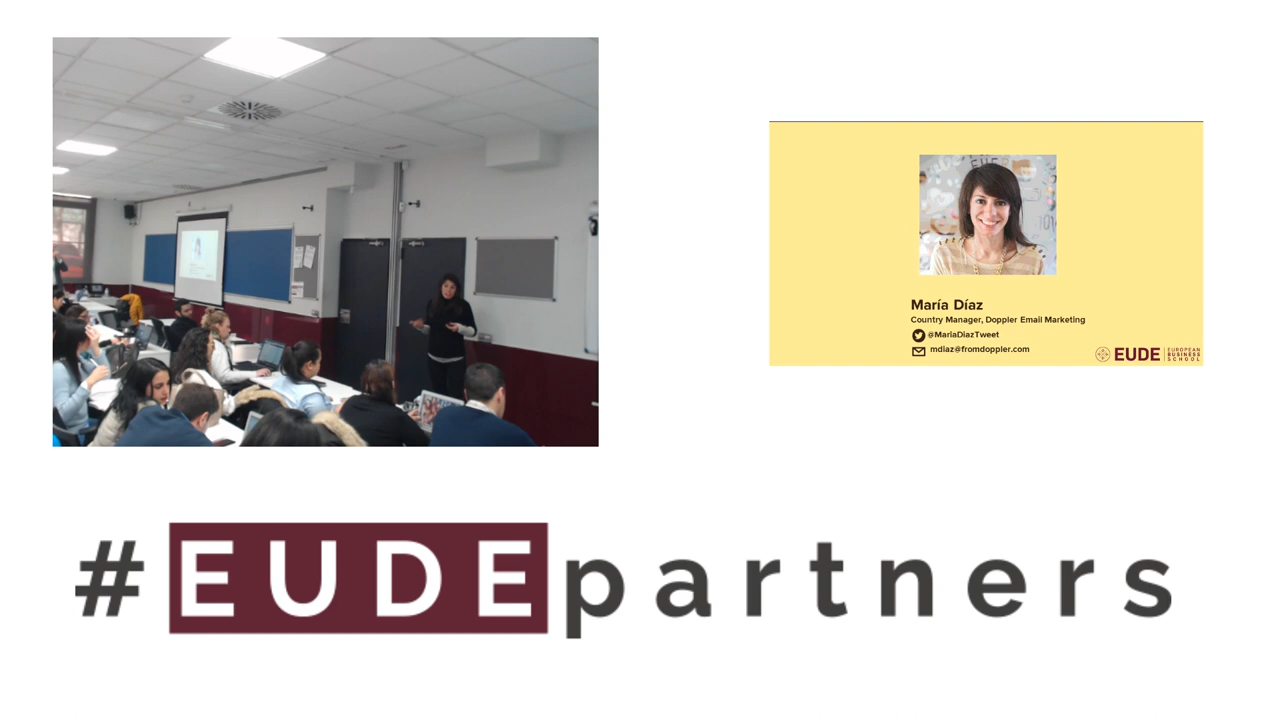 María Díaz
Country Manager, Doppler Email Marketing
@MariaDiazTweet
mdiaz@fromdoppler.com
EUDE EUROPEAN
BUSINESS
SCHOOL
#EUDEpartners